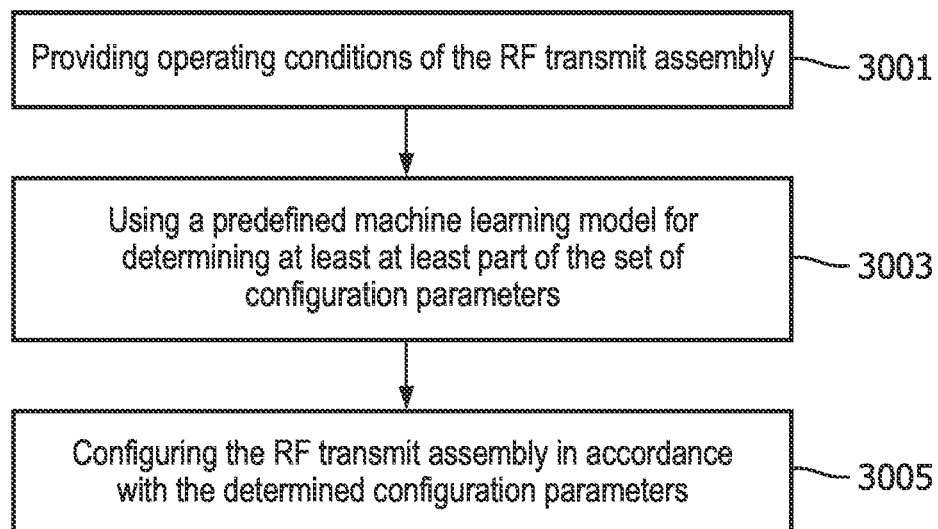 Providing operating conditions of the RF transmit assembly
3001
Using a predefined machine learning model for
determining at least at least part of the set of
configuration parameters
3003
Configuring the RF transmit assembly in accordance
with the determined configuration parameters
3005